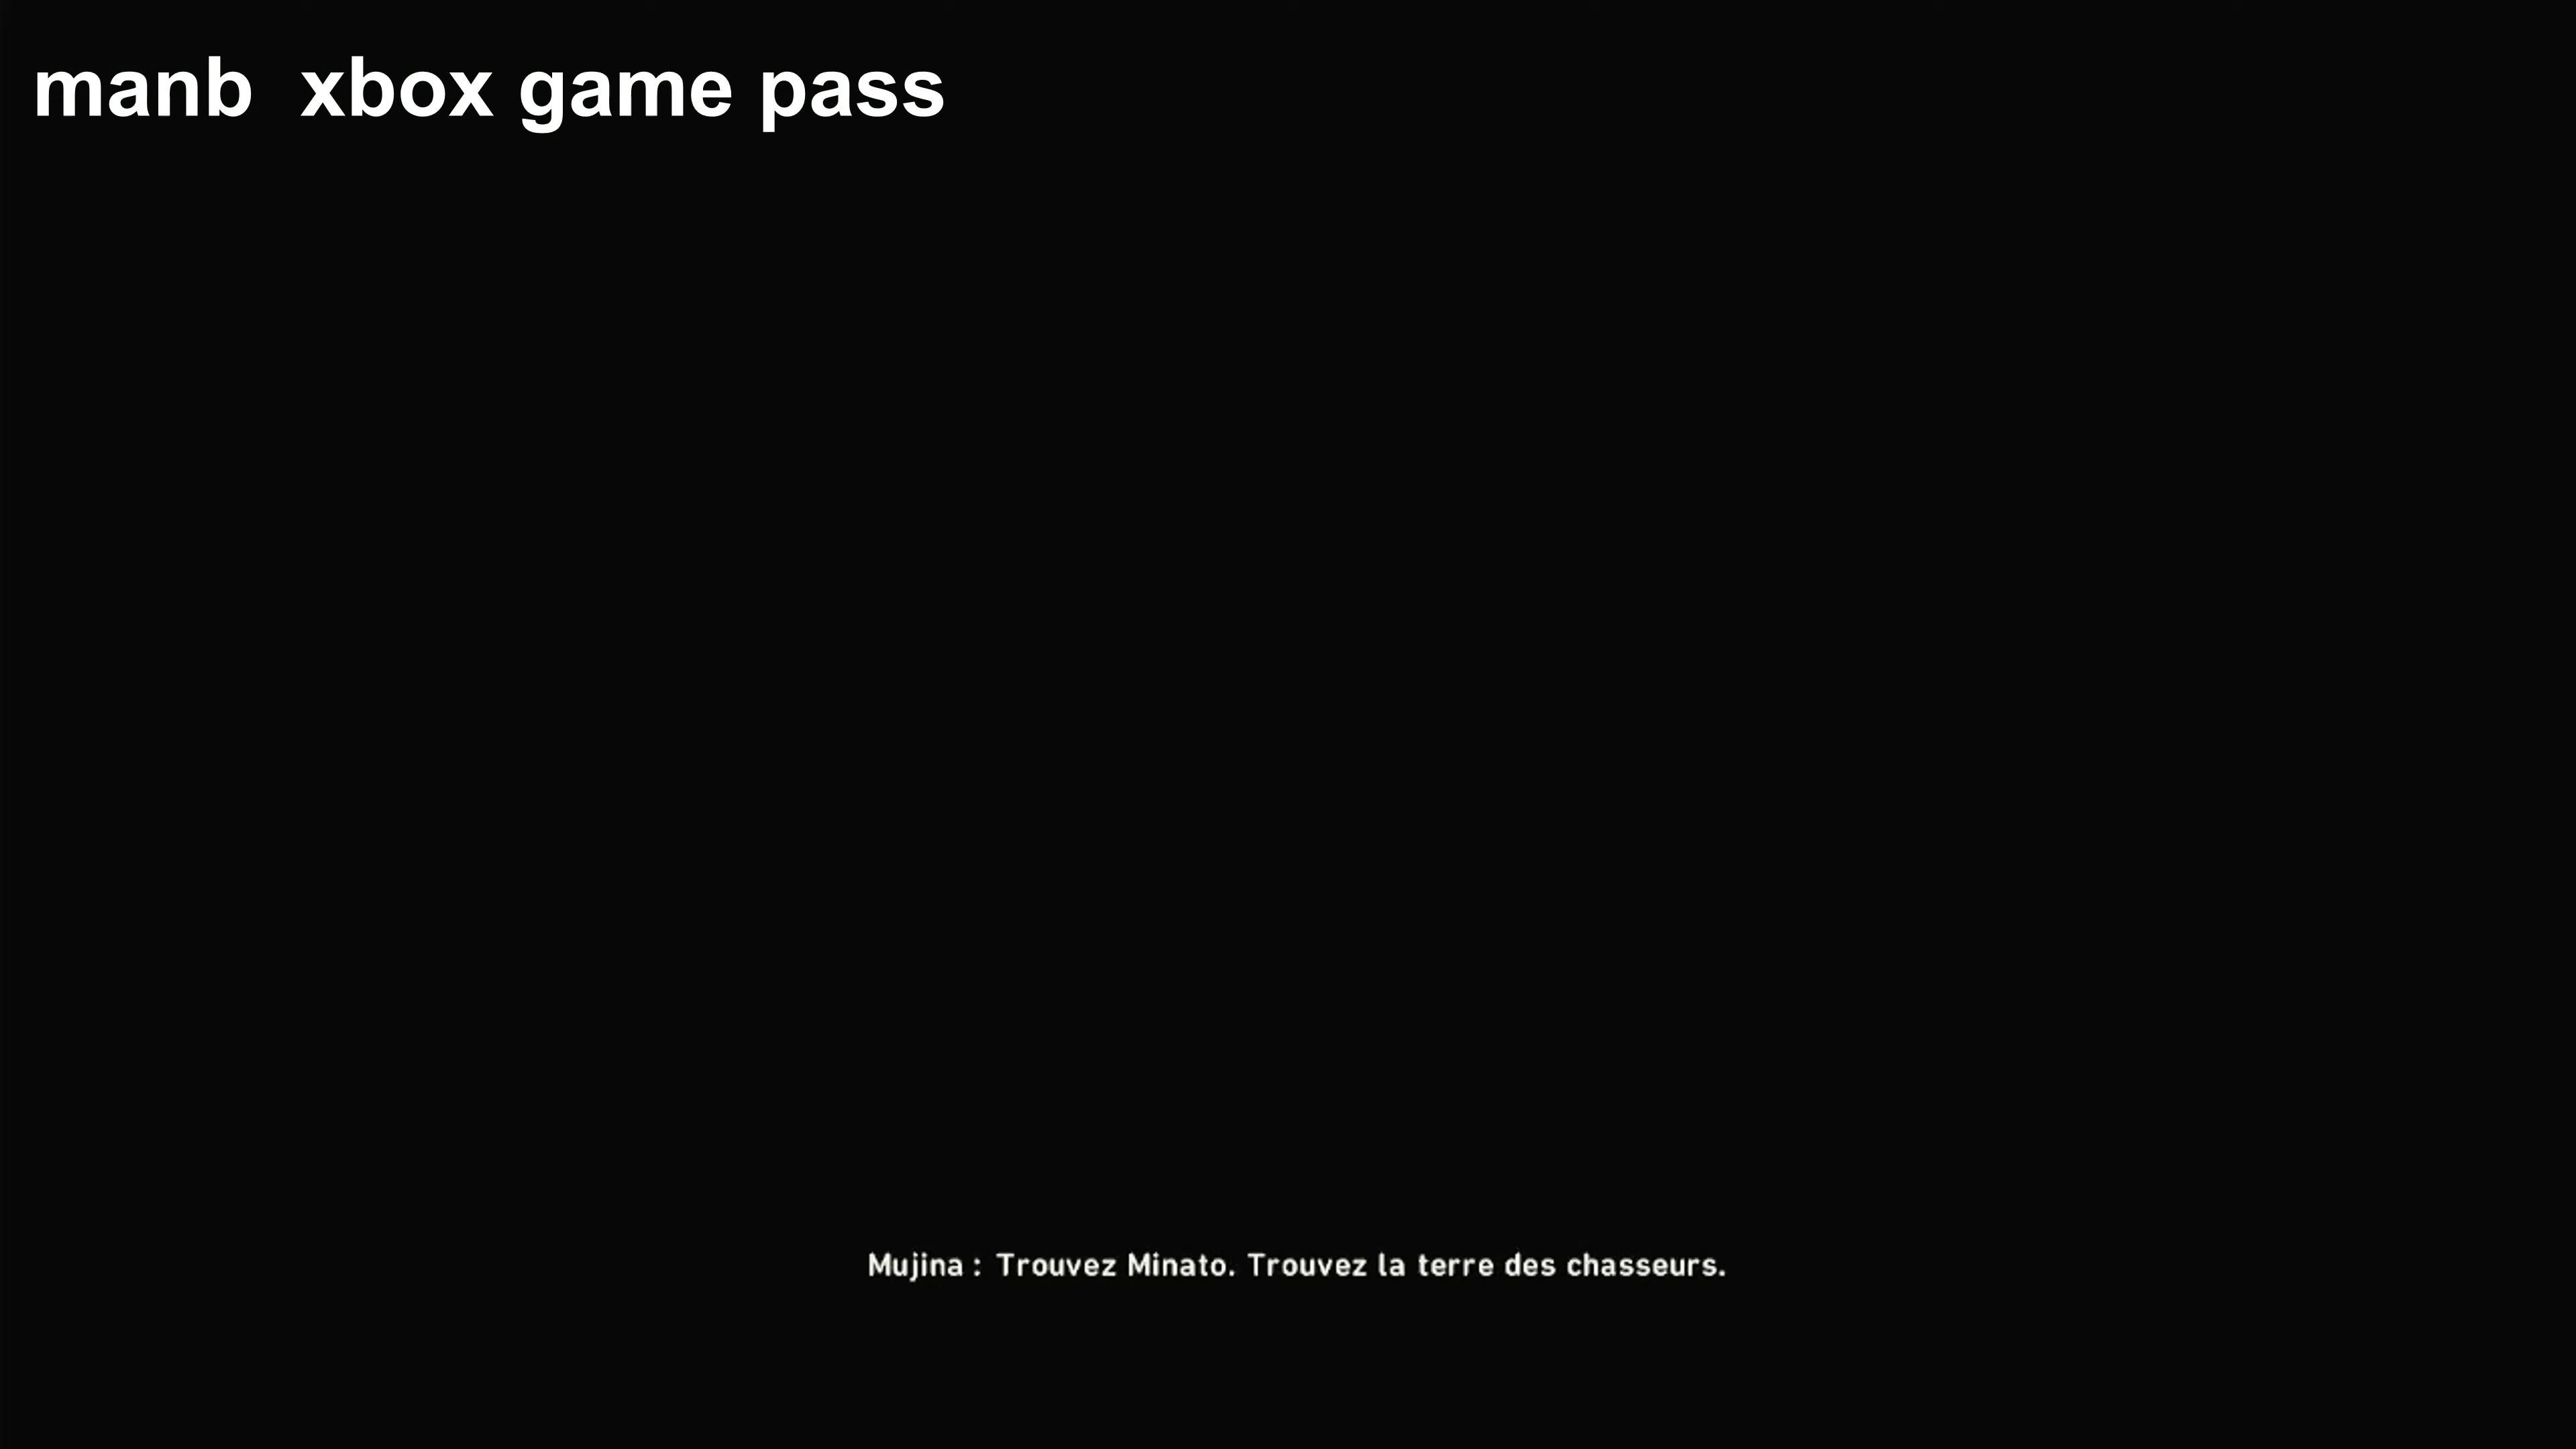 manb  xbox game pass
Mujina : Trouvez Minato. Trouvez la terre des chasseurs.